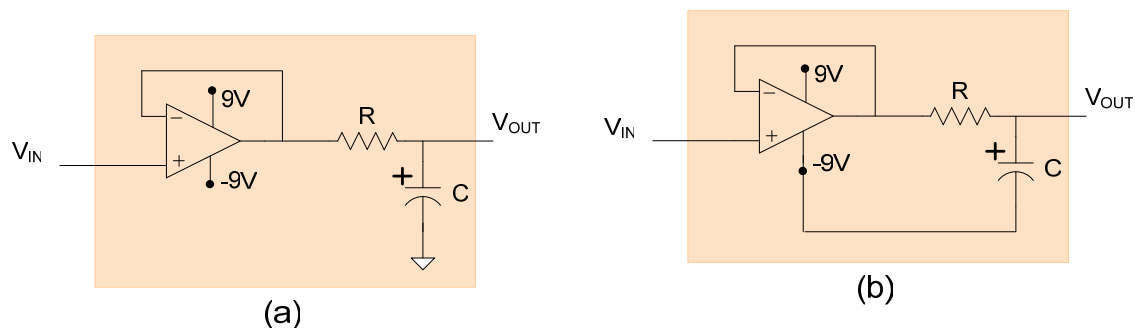 9V
R
V_OUT
−
V_IN
+
-9V
+
C
(a)
9V
R
V_OUT
−
V_IN
+
-9V
+
C
(b)